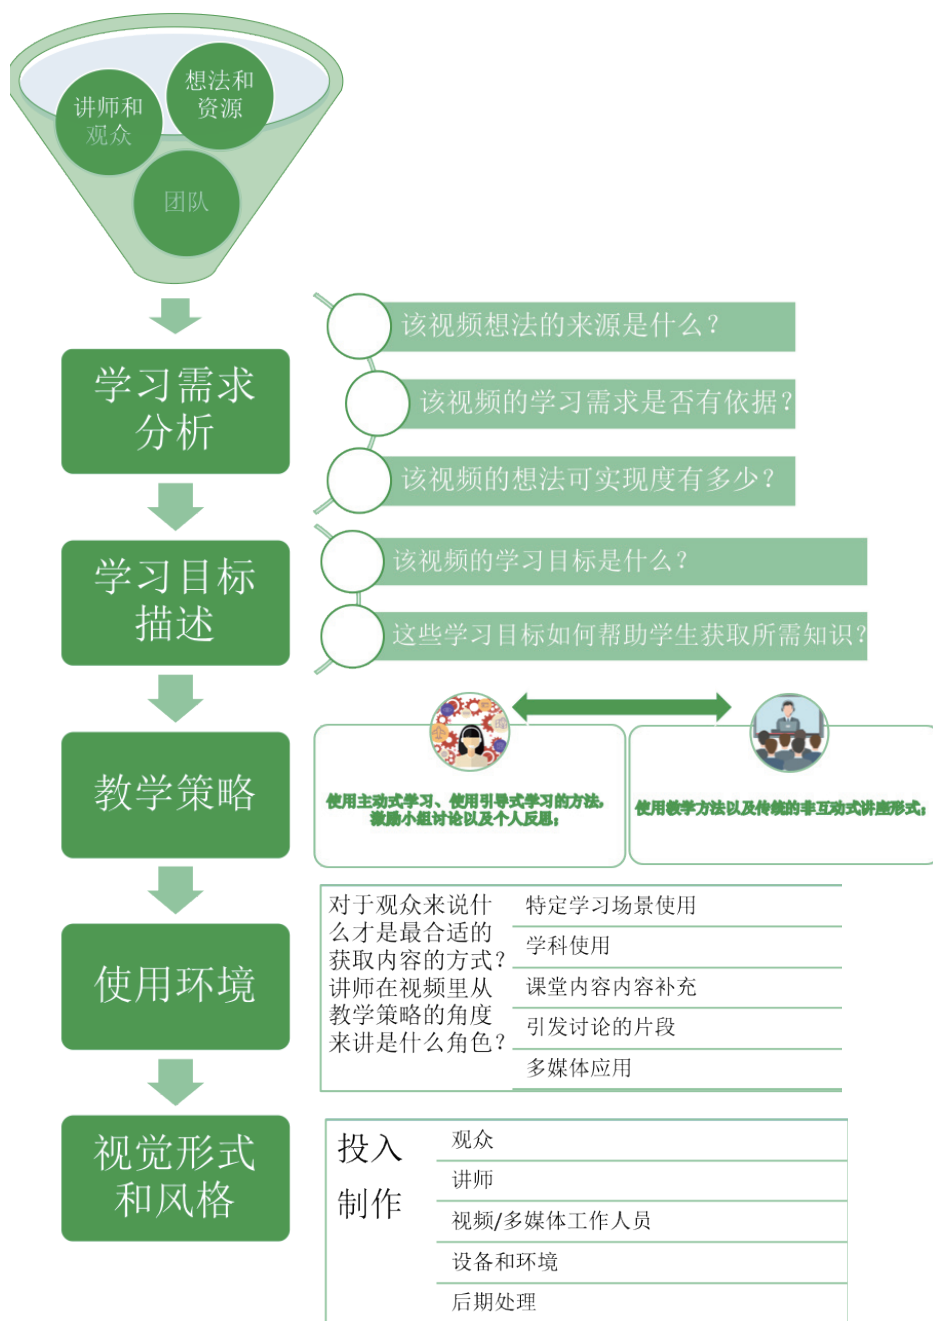 想法和
资源
讲师和
观众
团队
学习需求
分析
该视频想法的来源是什么？
该视频的学习需求是否有依据？
该视频的想法可实现度有多少？
学习目标
描述
该视频的学习目标是什么？
这些学习目标如何帮助学生获取所需知识？
教学策略
使用主动式学习、使用引导式学习的方法，
激励小组讨论以及个人反思；
使用教学方法以及传统的非互动式讲座形式；
使用环境
对于观众来说什
么才是最合适的
获取内容的方式？
讲师在视频里从
教学策略的角度
来讲是什么角色？
特定学习场景使用
学科使用
课堂内容内容补充
引发讨论的片段
多媒体应用
视觉形式
和风格
投入
制作
观众
讲师
视频/多媒体工作人员
设备和环境
后期处理